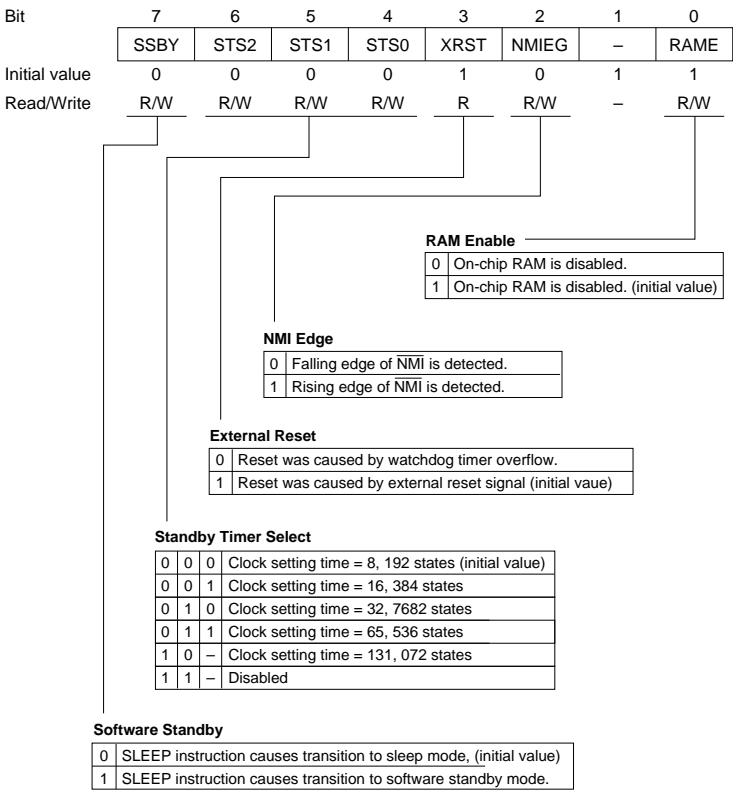 Bit 7 6 5 4 3 2 1 0
SSBY STS2 STS1 STS0 XRST NMIEG – RAME
Initial value 0 0 0 0 1 0 1 1
Read/Write R/W R/W R/W R/W R R/W – R/W
RAM Enable
0 On-chip RAM is disabled.
1 On-chip RAM is disabled. (initial value)
NMI Edge
0 Falling edge of N̅M̅I̅ is detected.
1 Rising edge of N̅M̅I̅ is detected.
External Reset
0 Reset was caused by watchdog timer overflow.
1 Reset was caused by external reset signal (initial vaue)
Standby Timer Select
0 0 0 Clock setting time = 8, 192 states (initial value)
0 0 1 Clock setting time = 16, 384 states
0 1 0 Clock setting time = 32, 7682 states
0 1 1 Clock setting time = 65, 536 states
1 0 – Clock setting time = 131, 072 states
1 1 – Disabled
Software Standby
0 SLEEP instruction causes transition to sleep mode, (initial value)
1 SLEEP instruction causes transition to software standby mode.